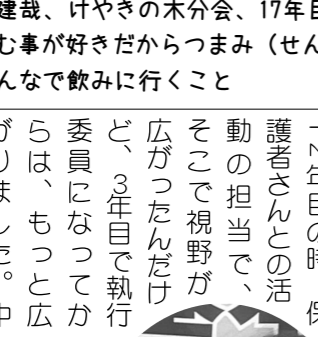 建哉、けやきの木分会、17年目
む事が好きだからつまみ（せん
んなで飲みに行くこと
2年目の時、保
護者さんとの活
動の担当で、
そこで視野が
広がったんだけ
ど、3年目で執行
委員になってか
らは、もっと広
がりました。中